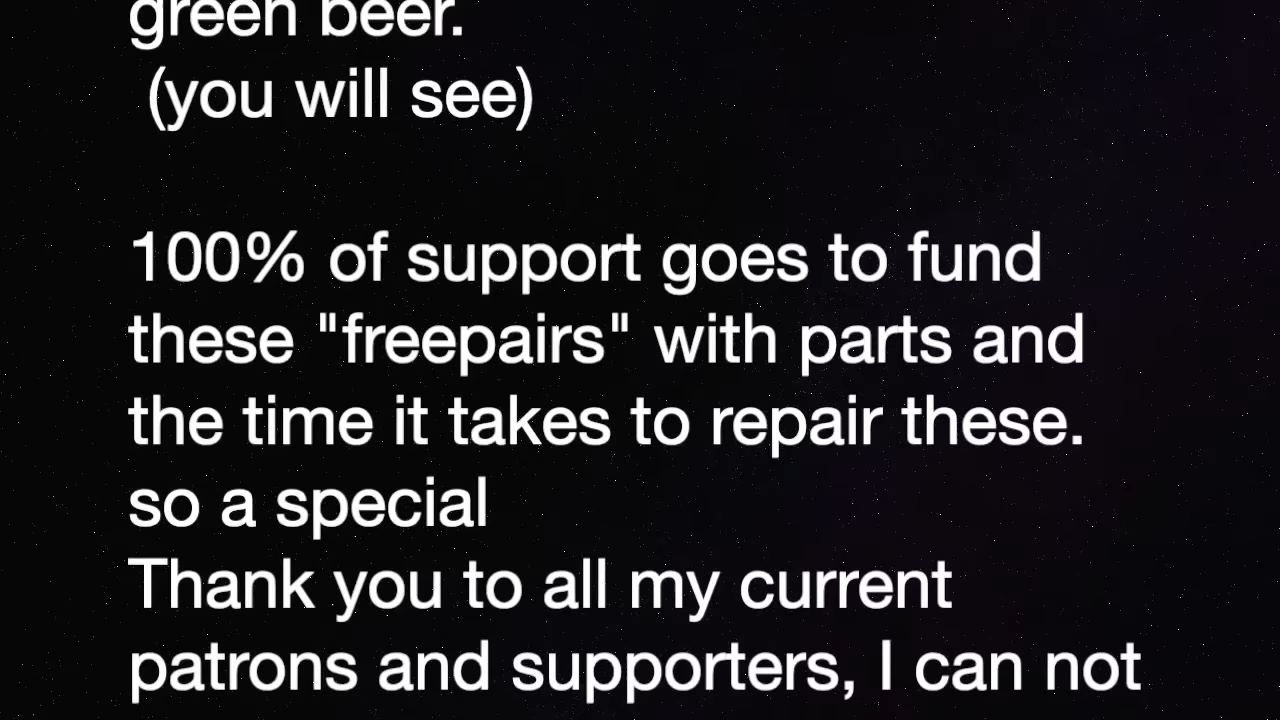 green beer.
(you will see)
100% of support goes to fund
these "freepairs" with parts and
the time it takes to repair these.
so a special
Thank you to all my current
patrons and supporters, I can not